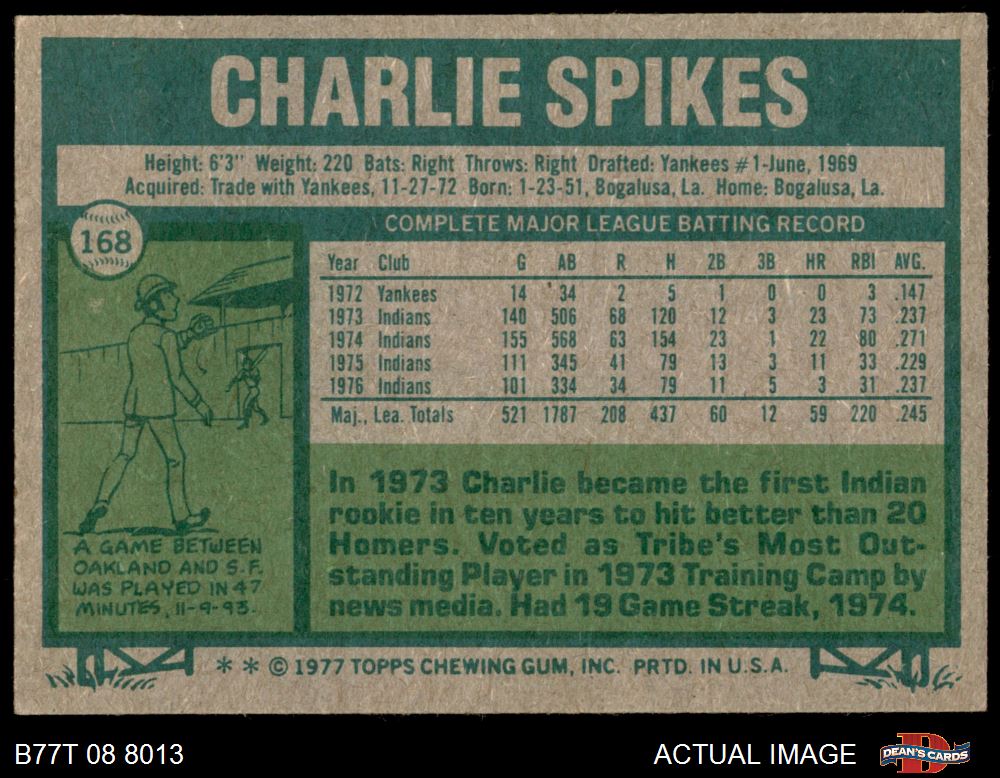 CHARLIE SPIKES
Height: 6'3" Weight: 220 Bats: Right Throws: Right Drafted: Yankees #1-June, 1969
Acquired: Trade with Yankees, 11-27-72 Born: 1-23-51, Bogalusa, La. Home: Bogalusa, La.
168
COMPLETE MAJOR LEAGUE BATTING RECORD
Year Club G AB R H 2B 3B HR RBI AVG.
1972 Yankees 14 34 2 5 1 0 0 3 .147
1973 Indians 140 506 68 120 12 3 23 73 .237
1974 Indians 155 568 63 154 23 1 22 80 .271
1975 Indians 111 345 41 79 13 3 11 33 .229
1976 Indians 101 334 34 79 11 5 3 31 .237
Maj., Lea. Totals 521 1787 208 437 60 12 59 220 .245
A GAME BETWEEN
OAKLAND AND S.F.
WAS PLAYED IN 47
MINUTES, 11-9-93.
In 1973 Charlie became the first Indian
rookie in ten years to hit better than 20
Homers. Voted as Tribe's Most Out-
standing Player in 1973 Training Camp by
news media. Had 19 Game Streak, 1974.
* * © 1977 TOPPS CHEWING GUM, INC. PRTD. IN U.S.A.
B77T 08 8013
ACTUAL IMAGE
D
DEAN'S CARDS